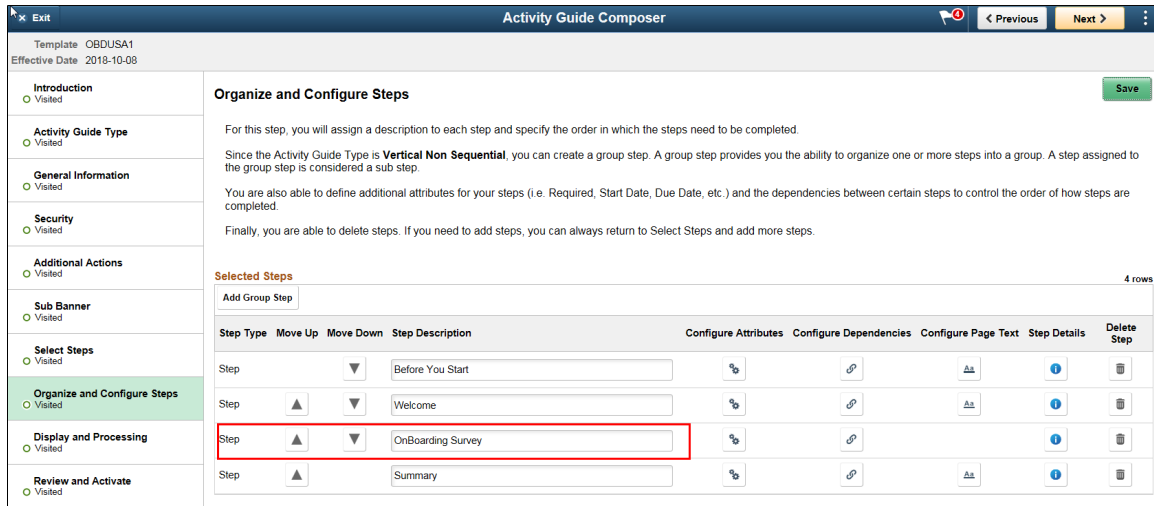 × Exit
Activity Guide Composer
4
Previous
Next
Template OBDUSA1
Effective Date 2018-10-08
Introduction
Visited
Activity Guide Type
Visited
General Information
Visited
Security
Visited
Additional Actions
Visited
Sub Banner
Visited
Select Steps
Visited
Organize and Configure Steps
Visited
Display and Processing
Visited
Review and Activate
Visited
Organize and Configure Steps
Save
For this step, you will assign a description to each step and specify the order in which the steps need to be completed.
Since the Activity Guide Type is Vertical Non Sequential, you can create a group step. A group step provides you the ability to organize one or more steps into a group. A step assigned to
the group step is considered a sub step.
You are also able to define additional attributes for your steps (i.e. Required, Start Date, Due Date, etc.) and the dependencies between certain steps to control the order of how steps are
completed.
Finally, you are able to delete steps. If you need to add steps, you can always return to Select Steps and add more steps.
Selected Steps
4 rows
Add Group Step
Step Type Move Up Move Down Step Description Configure Attributes Configure Dependencies Configure Page Text Step Details Delete
Step
Step Before You Start Aa
Step Welcome Aa
Step OnBoarding Survey
Step Summary Aa